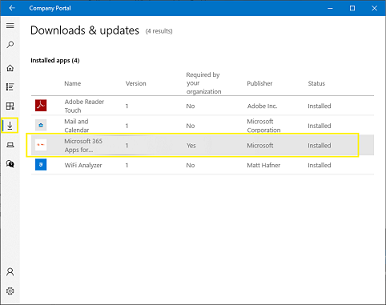 Company Portal
Downloads & updates (4 results)
Installed apps (4)
Name Version Required by your organization Publisher Status
Adobe Reader Touch 1 No Adobe Inc. Installed
Mail and Calendar 1 No Microsoft Corporation Installed
Microsoft 365 Apps for... 1 Yes Microsoft Installed
WiFi Analyzer 1 No Matt Hafner Installed